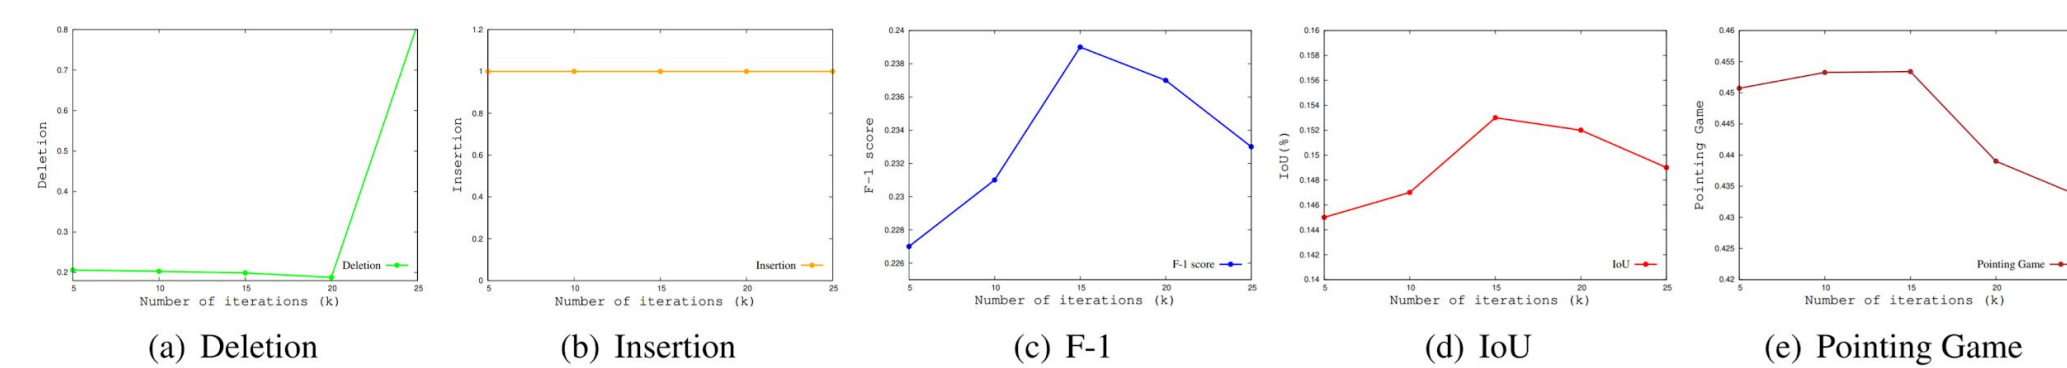 0.8
0.7
0.6
0.5
0.4
0.3
0.2
Deletion
Deletion
5 10 15 20 25
Number of iterations (k)
(a) Deletion
1.2
1
0.8
0.6
0.4
0.2
0
Insertion
Insertion
5 10 15 20 25
Number of iterations (k)
(b) Insertion
0.24
0.238
0.236
0.234
0.232
0.23
0.228
0.226
F-1 score
F-1 score
5 10 15 20 25
Number of iterations (k)
(c) F-1
0.16
0.158
0.156
0.154
0.152
0.15
0.148
0.146
0.144
0.142
0.14
IoU(%)
IoU
5 10 15 20 25
Number of iterations (k)
(d) IoU
0.46
0.455
0.45
0.445
0.44
0.435
0.43
0.425
0.42
Pointing Game
Pointing Game
5 10 15 20
Number of iterations (k)
(e) Pointing Game